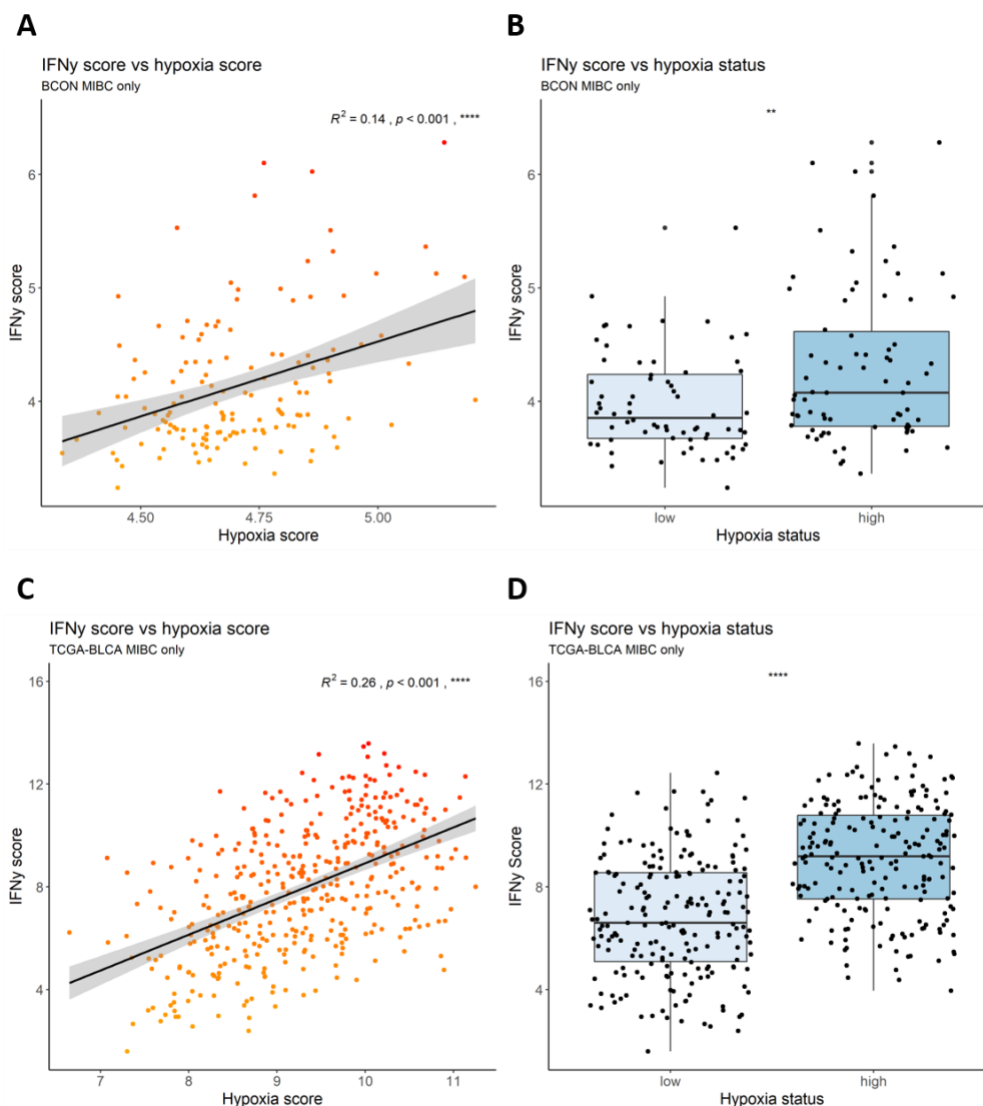 A
IFNy score vs hypoxia score
BCON MIBC only
R² = 0.14 , p < 0.001 , ****
6
5
4
IFNy score
4.50
4.75
5.00
Hypoxia score
B
IFNy score vs hypoxia status
BCON MIBC only
**
6
5
4
IFNy score
low
high
Hypoxia status
C
IFNy score vs hypoxia score
TCGA-BLCA MIBC only
R² = 0.26 , p < 0.001 , ****
16
12
8
4
IFNy score
7
8
9
10
11
Hypoxia score
D
IFNy score vs hypoxia status
TCGA-BLCA MIBC only
****
16
12
8
4
IFNy Score
low
high
Hypoxia status